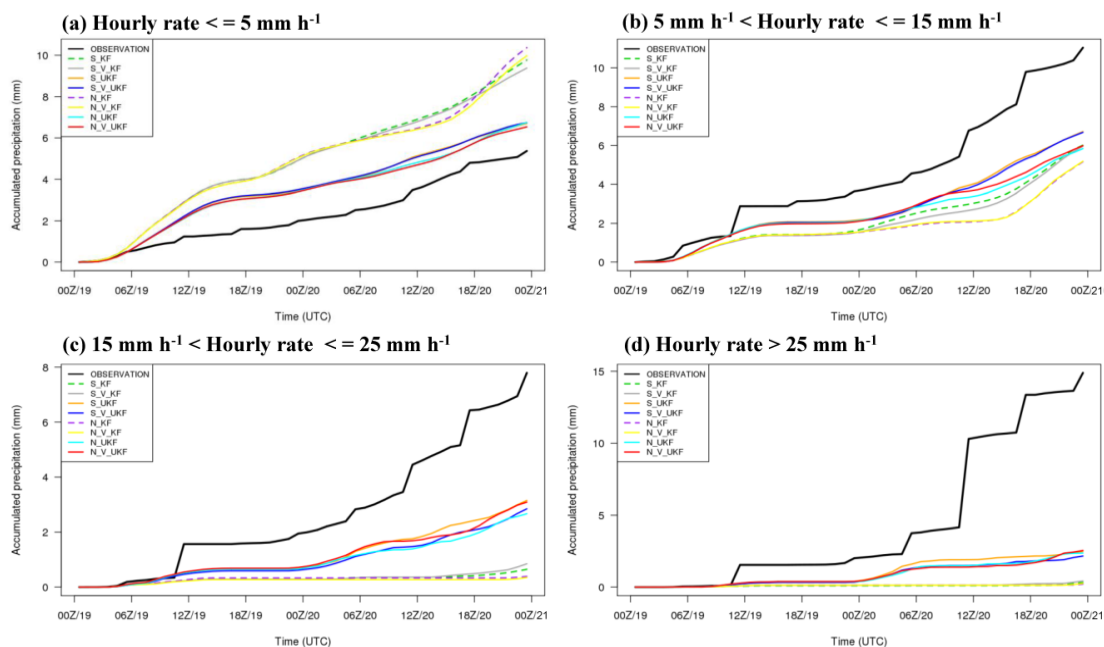 (a) Hourly rate < = 5 mm h-1
Accumulated precipitation (mm)
10
8
6
4
2
0
OBSERVATION
S_KF
S_V_KF
S_UKF
S_V_UKF
N_KF
N_V_KF
N_UKF
N_V_UKF
00Z/19 06Z/19 12Z/19 18Z/19 00Z/20 06Z/20 12Z/20 18Z/20 00Z/21
Time (UTC)
(b) 5 mm h-1 < Hourly rate < = 15 mm h-1
Accumulated precipitation (mm)
10
8
6
4
2
0
OBSERVATION
S_KF
S_V_KF
S_UKF
S_V_UKF
N_KF
N_V_KF
N_UKF
N_V_UKF
00Z/19 06Z/19 12Z/19 18Z/19 00Z/20 06Z/20 12Z/20 18Z/20 00Z/21
Time (UTC)
(c) 15 mm h-1 < Hourly rate < = 25 mm h-1
Accumulated precipitation (mm)
8
6
4
2
0
OBSERVATION
S_KF
S_V_KF
S_UKF
S_V_UKF
N_KF
N_V_KF
N_UKF
N_V_UKF
00Z/19 06Z/19 12Z/19 18Z/19 00Z/20 06Z/20 12Z/20 18Z/20 00Z/21
Time (UTC)
(d) Hourly rate > 25 mm h-1
Accumulated precipitation (mm)
15
10
5
0
OBSERVATION
S_KF
S_V_KF
S_UKF
S_V_UKF
N_KF
N_V_KF
N_UKF
N_V_UKF
00Z/19 06Z/19 12Z/19 18Z/19 00Z/20 06Z/20 12Z/20 18Z/20 00Z/21
Time (UTC)